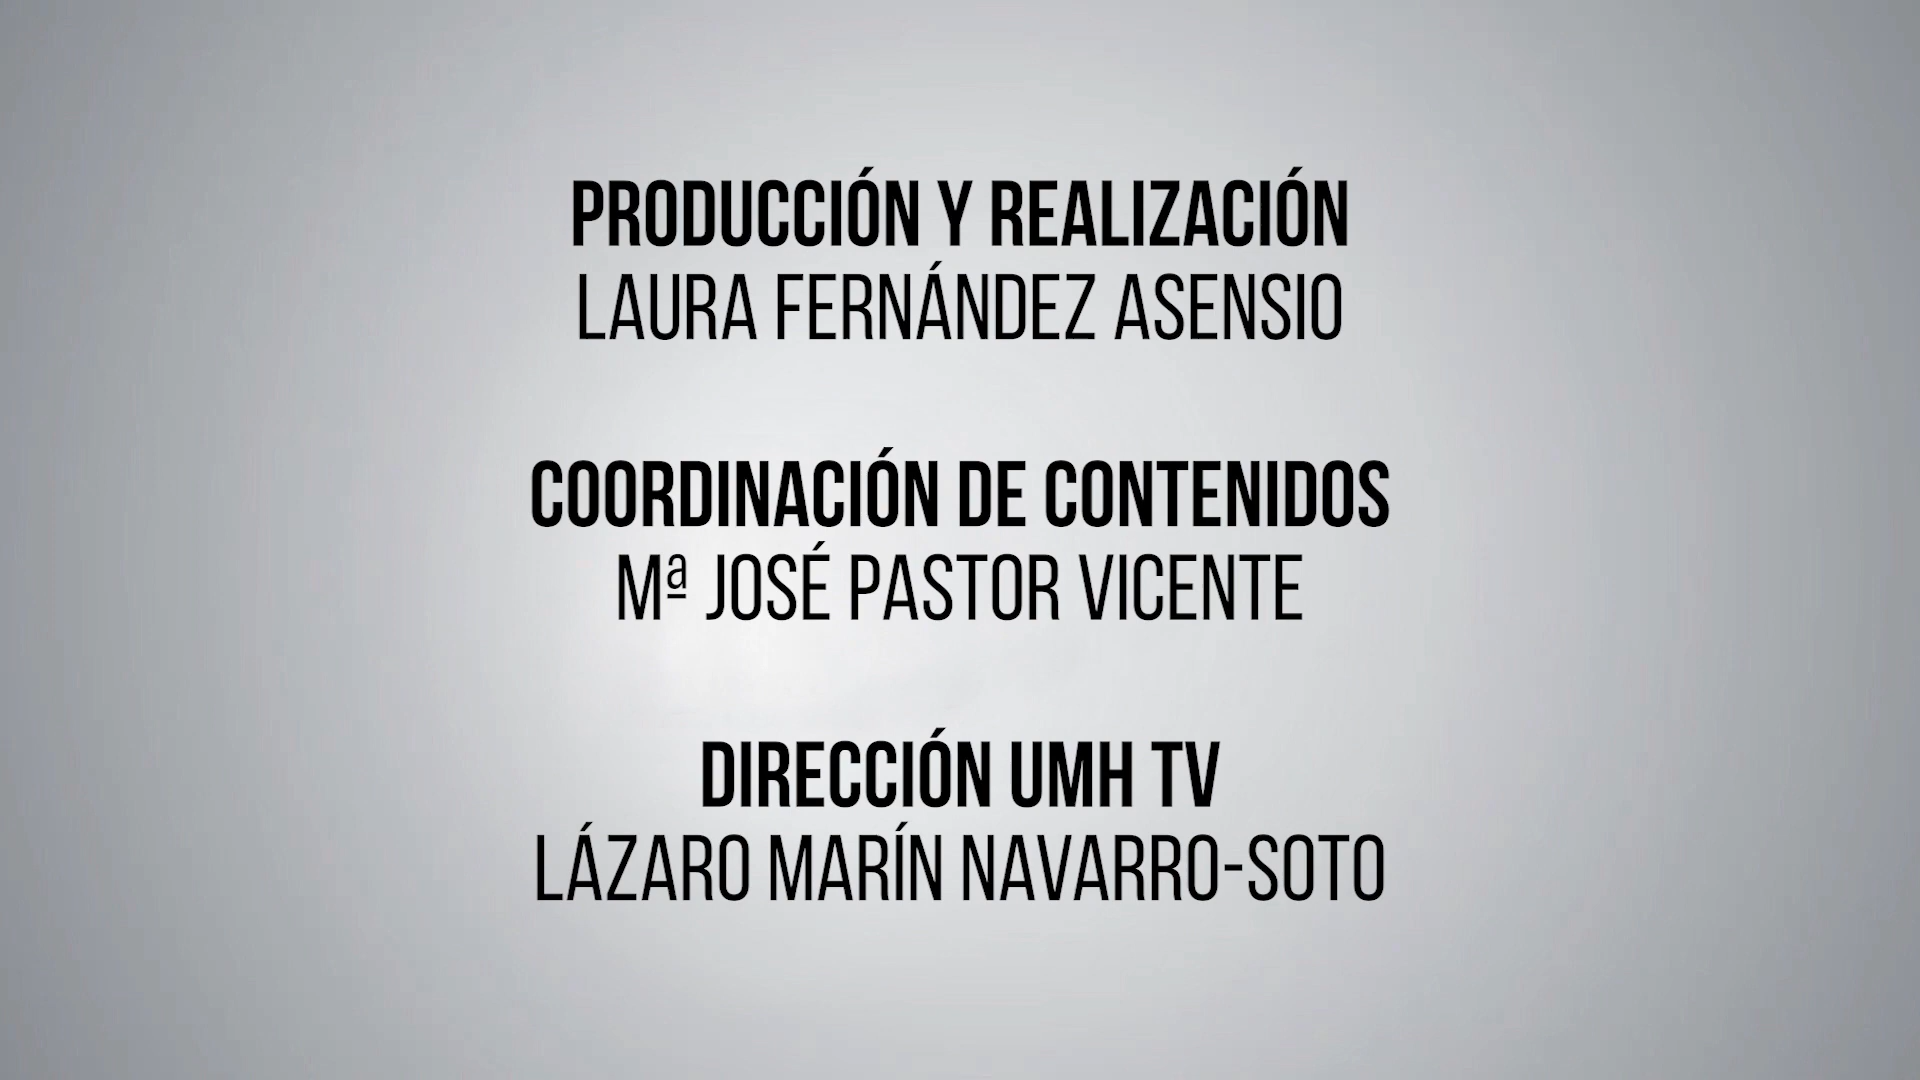 PRODUCCIÓN Y REALIZACIÓN
LAURA FERNÁNDEZ ASENSIO
COORDINACIÓN DE CONTENIDOS
Mª JOSÉ PASTOR VICENTE
DIRECCIÓN UMH TV
LÁZARO MARÍN NAVARRO-SOTO